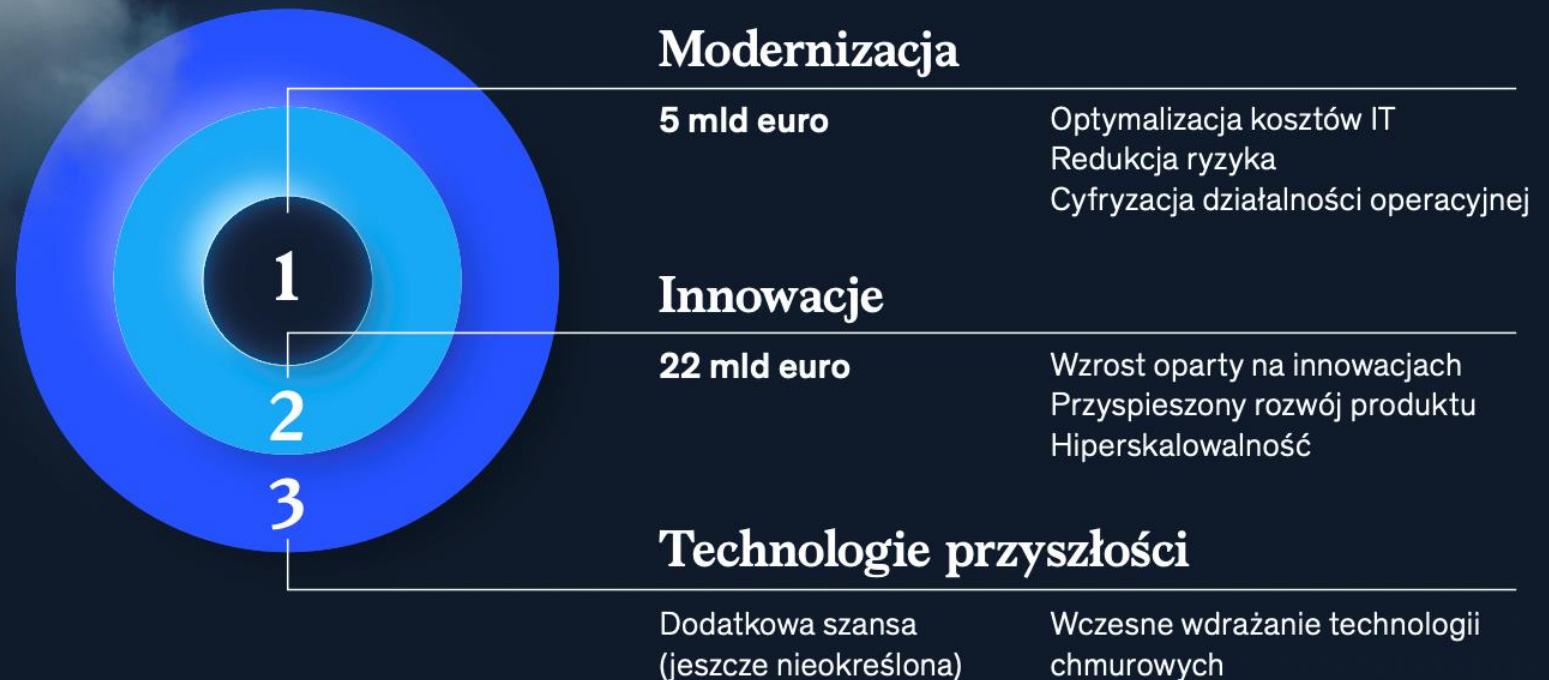 Modernizacja
5 mld euro
Optymalizacja kosztów IT
Redukcja ryzyka
Cyfryzacja działalności operacyjnej
1
Innowacje
22 mld euro
Wzrost oparty na innowacjach
Przyspieszony rozwój produktu
Hiperskalowalność
2
3
Technologie przyszłości
Dodatkowa szansa
(jeszcze nieokreślona)
Wczesne wdrażanie technologii
chmurowych